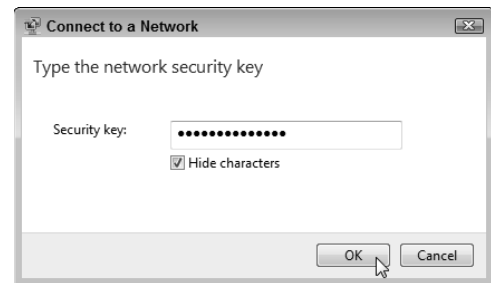 Connect to a Network
Type the network security key
Security key: ••••••••••••••
Hide characters
OK Cancel